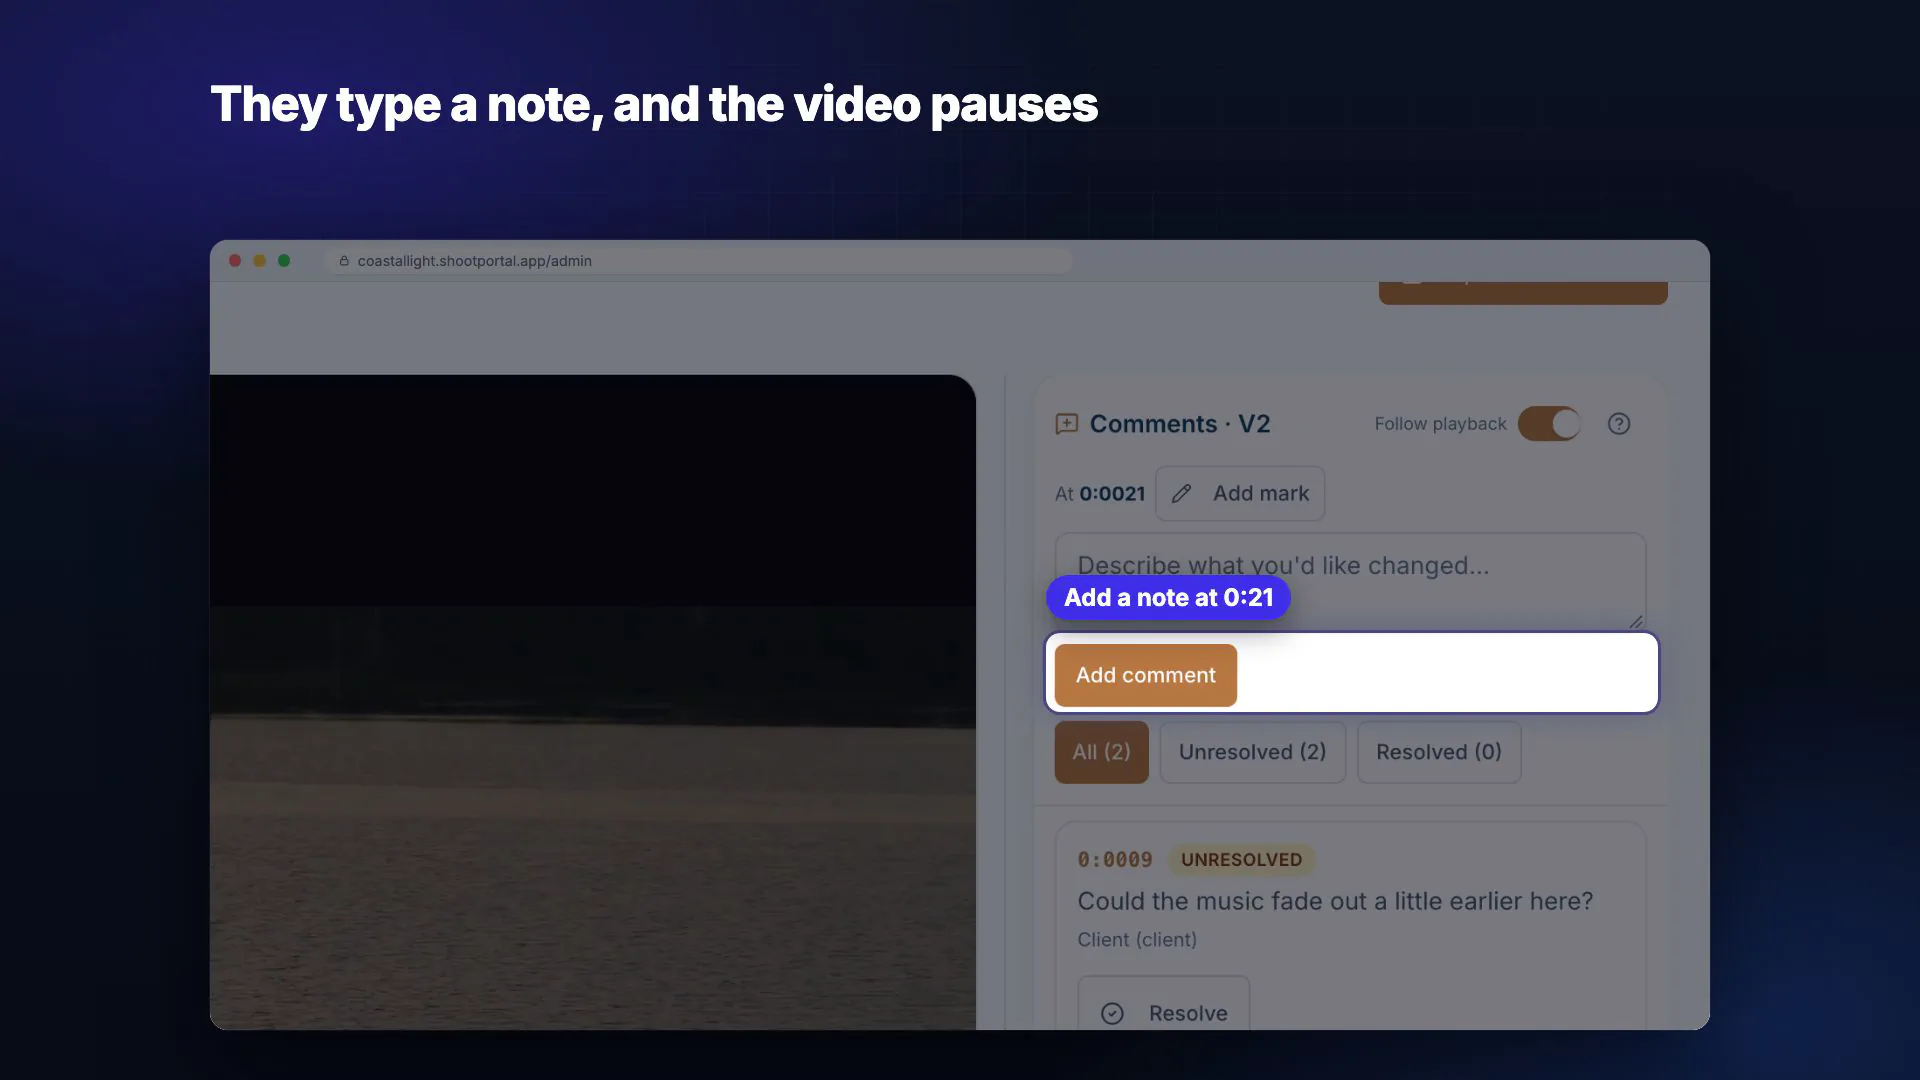 They type a note, and the video pauses
coastallight.shootportal.app/admin
Comments · V2
Follow playback
At 0:0021
Add mark
Describe what you'd like changed...
Add a note at 0:21
Add comment
All (2)
Unresolved (2)
Resolved (0)
0:0009
UNRESOLVED
Could the music fade out a little earlier here?
Client (client)
Resolve